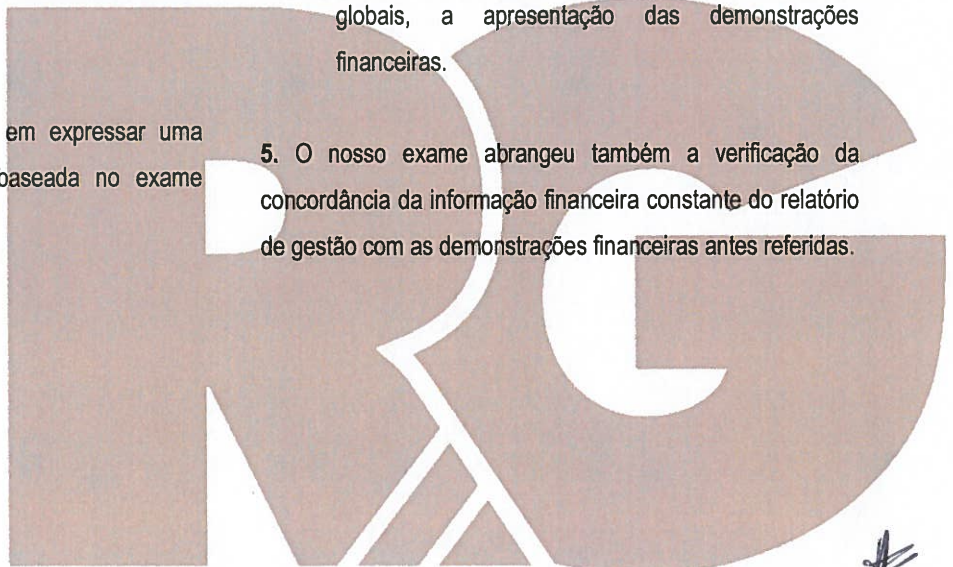 em expressar uma
baseada no exame
globais, a apresentação das demonstrações
financeiras.
5. O nosso exame abrangeu também a verificação da
concordância da informação financeira constante do relatório
de gestão com as demonstrações financeiras antes referidas.
RG